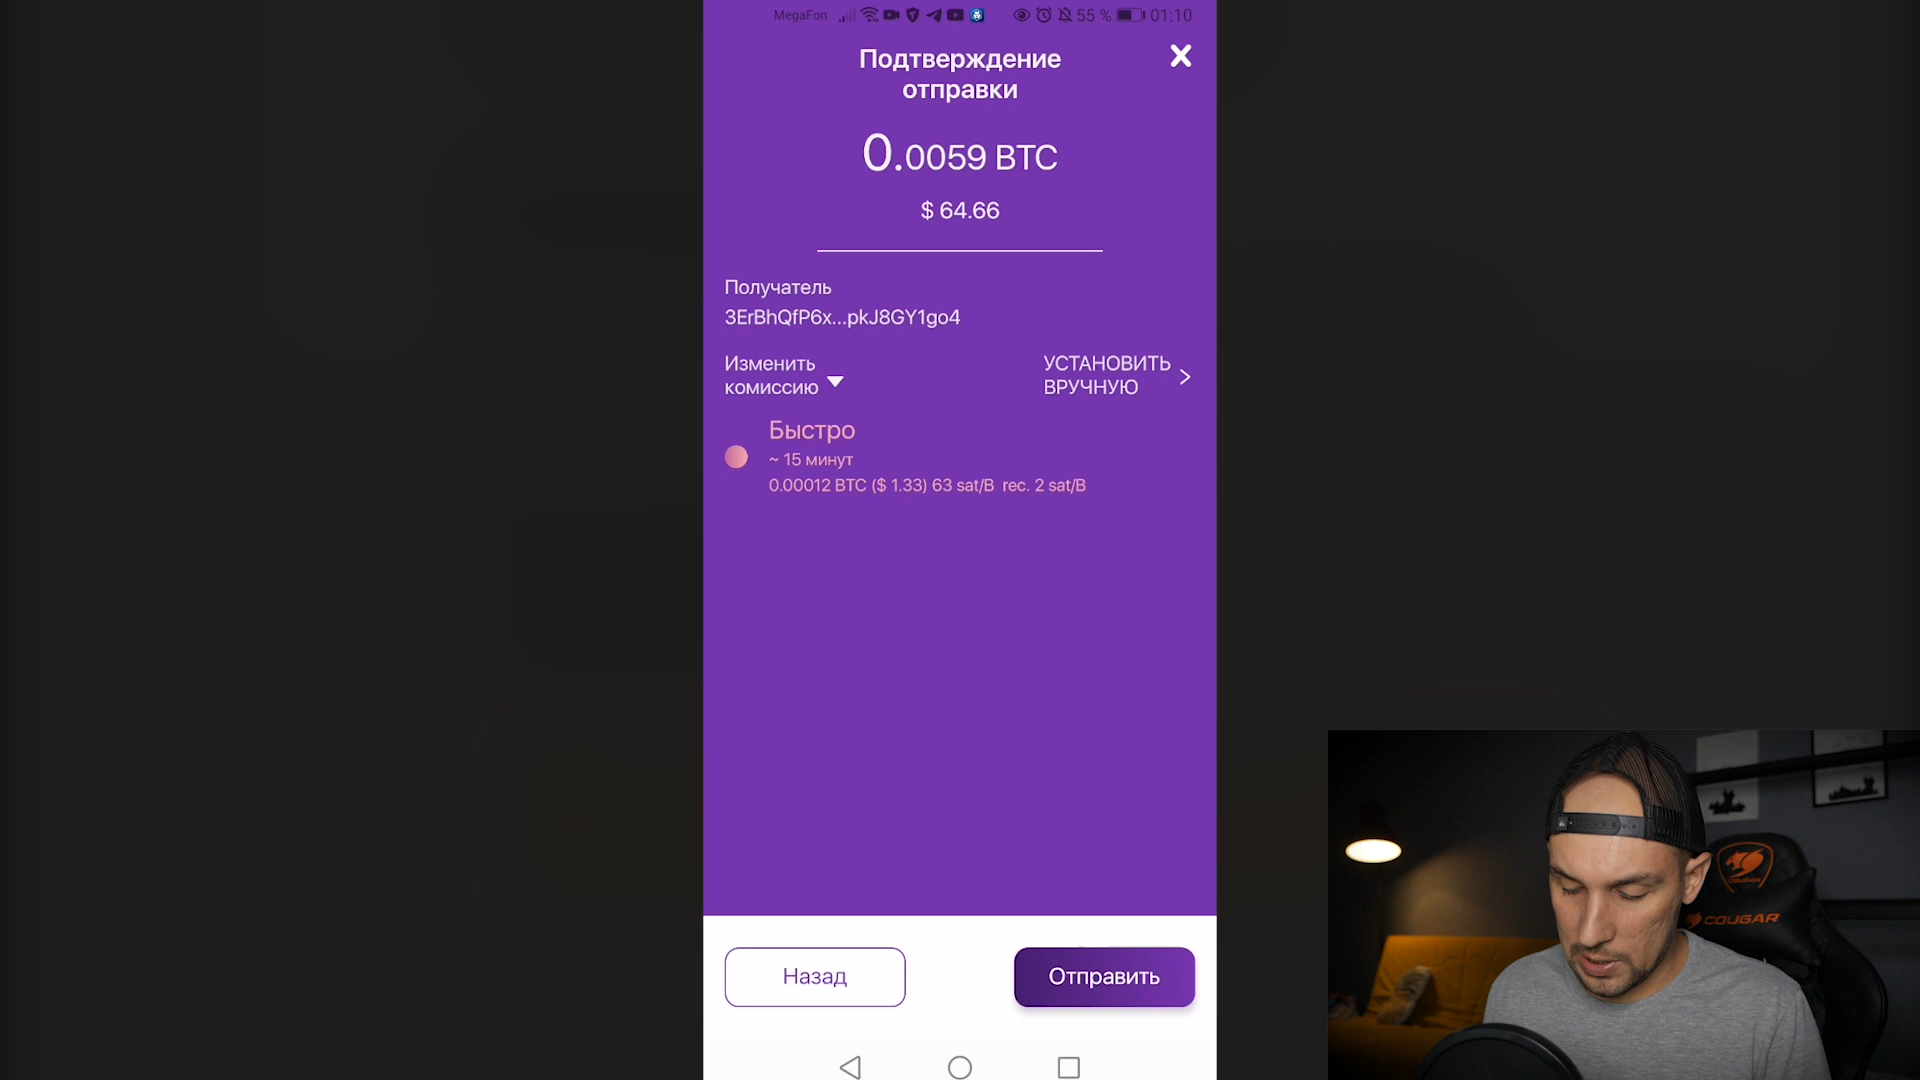 MegaFon 55 % 01:10
Подтверждение
отправки
0.0059 BTC
$ 64.66
Получатель
3ErBhQfP6x...pkJ8GY1go4
Изменить
комиссию
УСТАНОВИТЬ
ВРУЧНУЮ
Быстро
~ 15 минут
0.00012 BTC ($ 1.33) 63 sat/B rec. 2 sat/B
Назад
Отправить
COUGAR
COUGAR